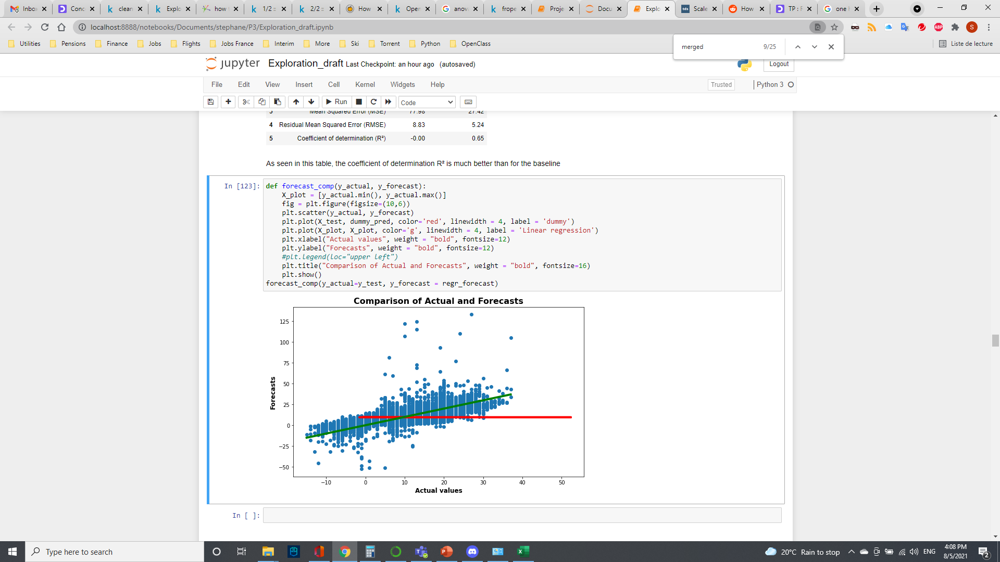 Inbo
Conc
clean
Explo
how t
1/2 ::
2/2 ::
How
Open
anov
frope
Proje
Docu
Explo
Scale
How
TP : F
one h
localhost:8888/notebooks/Documents/stephane/P3/Exploration_draft.ipynb
Utilities
Pensions
Finance
Jobs
Flights
Jobs France
Interim
More
Ski
Torrent
Python
OpenClass
Liste de lecture
merged 9/25
jupyter Exploration_draft Last Checkpoint: an hour ago (autosaved)
Logout
File Edit View Insert Cell Kernel Widgets Help
Trusted
Python 3
Run
Code
3 Mean Squared Error (MSE) 77.98 27.42
4 Residual Mean Squared Error (RMSE) 8.83 5.24
5 Coefficient of determination (R²) -0.00 0.65
As seen in this table, the coefficient of determination R² is much better than for the baseline
In [123]:
def forecast_comp(y_actual, y_forecast):
X_plot = [y_actual.min(), y_actual.max()]
fig = plt.figure(figsize=(10,6))
plt.scatter(y_actual, y_forecast)
plt.plot(X_test, dummy_pred, color='red', linewidth = 4, label = 'dummy')
plt.plot(X_plot, X_plot, color='g', linewidth = 4, label = 'Linear regression')
plt.xlabel("Actual values", weight = "bold", fontsize=12)
plt.ylabel("Forecasts", weight = "bold", fontsize=12)
#plt.legend(loc="upper left")
plt.title("Comparison of Actual and Forecasts", weight = "bold", fontsize=16)
plt.show()
forecast_comp(y_actual=y_test, y_forecast = regr_forecast)
Comparison of Actual and Forecasts
125
100
75
50
25
0
−25
−50
Forecasts
−10 0 10 20 30 40 50
Actual values
In [ ]:
Type here to search
20°C Rain to stop
ENG
4:08 PM
8/5/2021
2